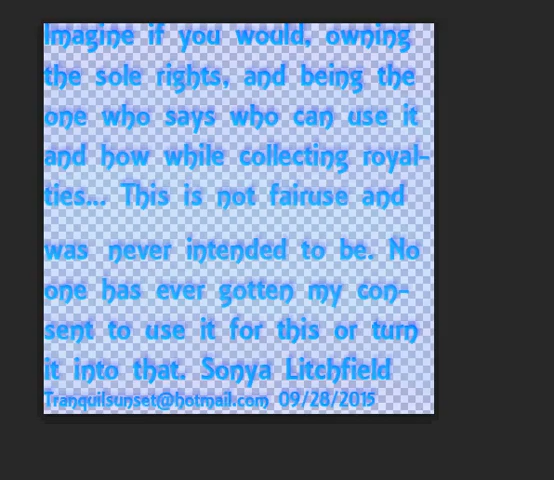 Imagine if you would, owning
the sole rights, and being the
one who says who can use it
and how while collecting royal-
ties... This is not fairuse and
was never intended to be. No
one has ever gotten my con-
sent to use it for this or turn
it into that. Sonya Litchfield
Tranquilsunset@hotmail.com 09/28/2015